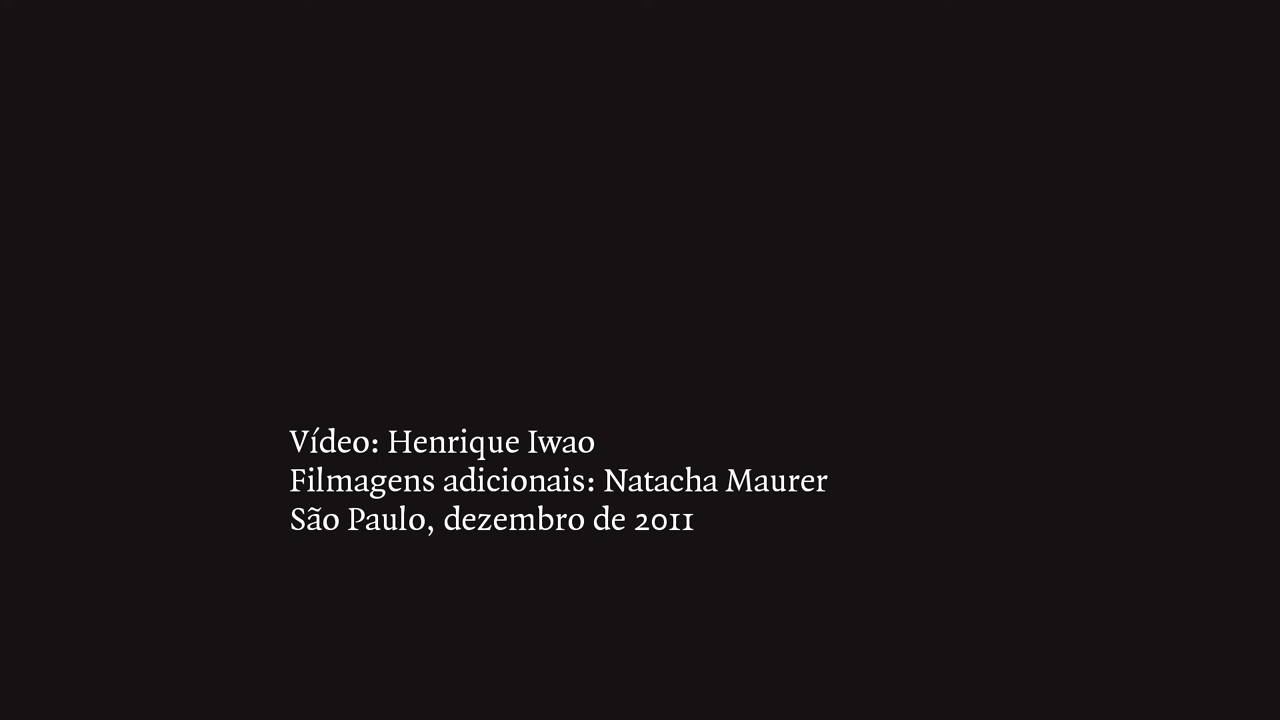 Vídeo: Henrique Iwao
Filmagens adicionais: Natacha Maurer
São Paulo, dezembro de 2011